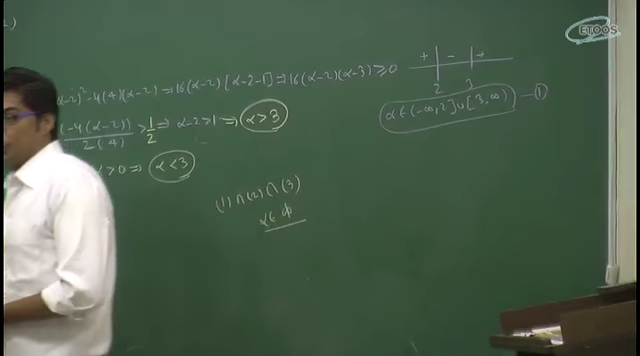 ETOOS
α-2)²-4(4)(α-2) ⇒ 16(α-2)[α-2-1] ⇒ 16(α-2)(α-3) ≥ 0
+ - +
2 3
α ∈ (-∞,2] ∪ [3,∞) — ①
(-4(α-2))/2(4) > 1/2 ⇒ α-2 > 1 ⇒ α > 3
> 0 ⇒ α < 3
(1) ∩ (2) ∩ (3)
α ∈ ϕ